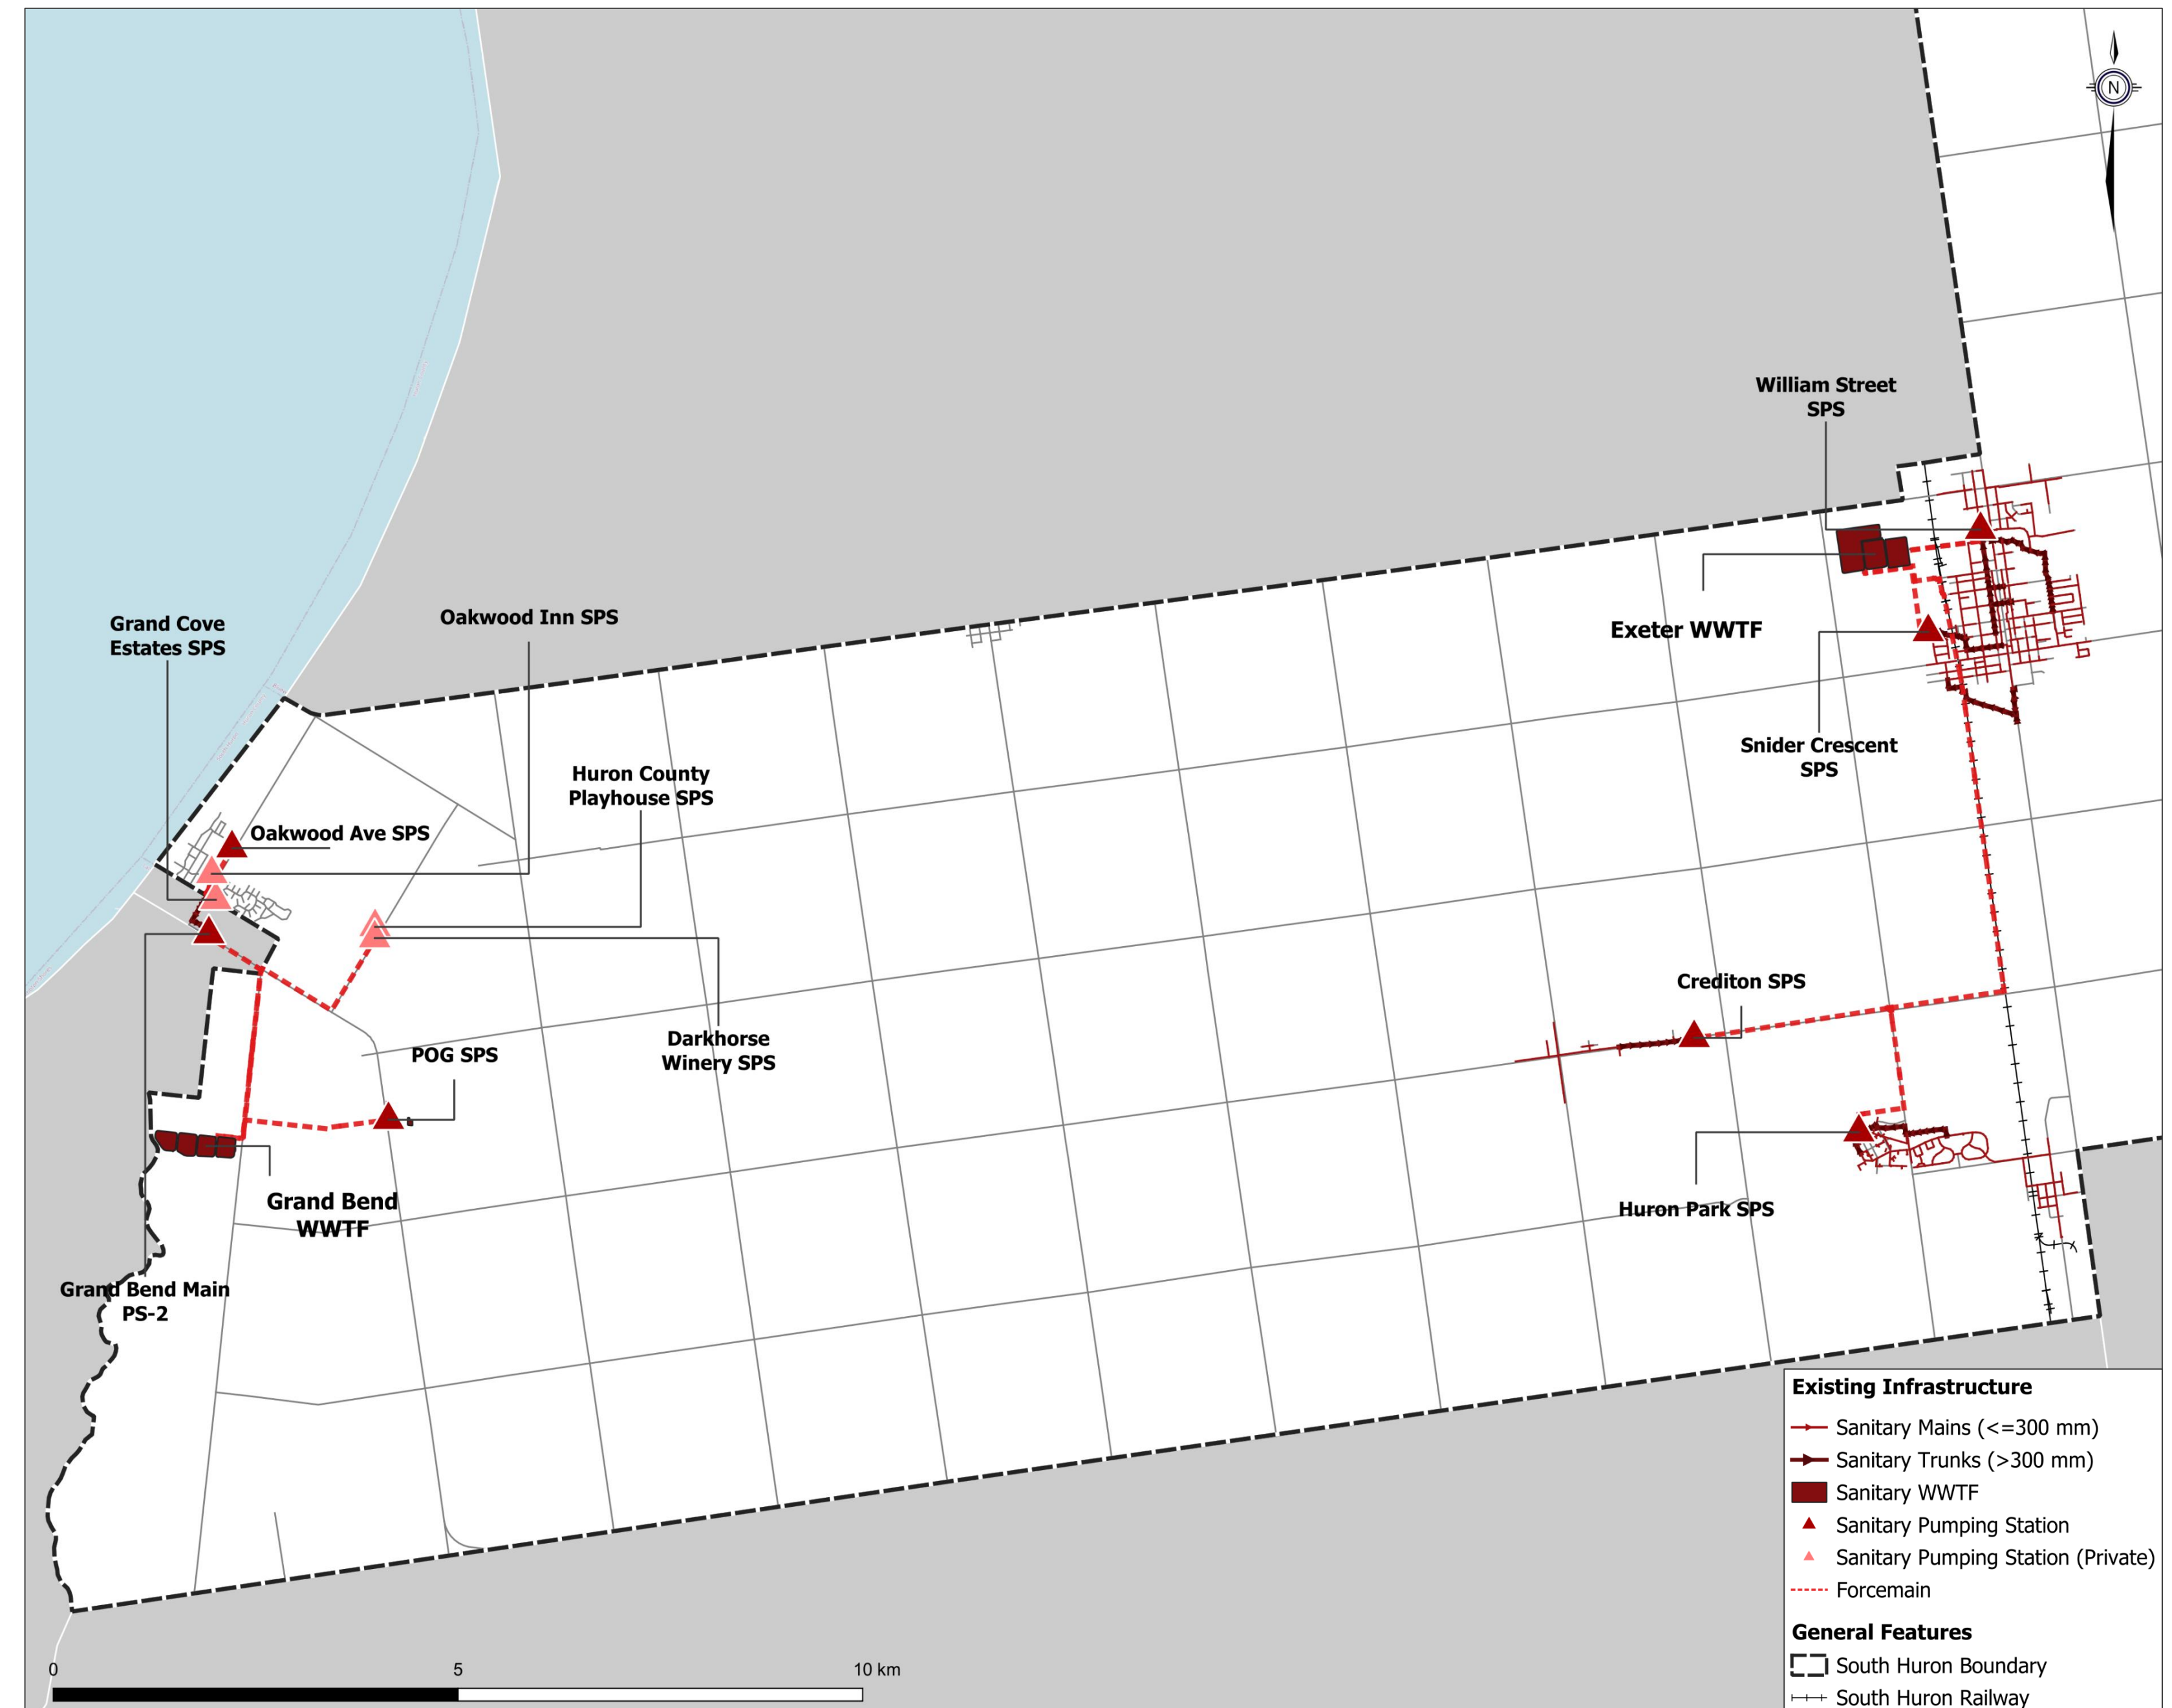 N
William Street
SPS
Grand Cove
Estates SPS
Oakwood Inn SPS
Exeter WWTF
Snider Crescent
SPS
Huron County
Playhouse SPS
Oakwood Ave SPS
Crediton SPS
Darkhorse
Winery SPS
POG SPS
Grand Bend
WWTF
Huron Park SPS
Grand Bend Main
PS-2
0 5 10 km
Existing Infrastructure
Sanitary Mains (<=300 mm)
Sanitary Trunks (>300 mm)
Sanitary WWTF
Sanitary Pumping Station
Sanitary Pumping Station (Private)
Forcemain
General Features
South Huron Boundary
South Huron Railway